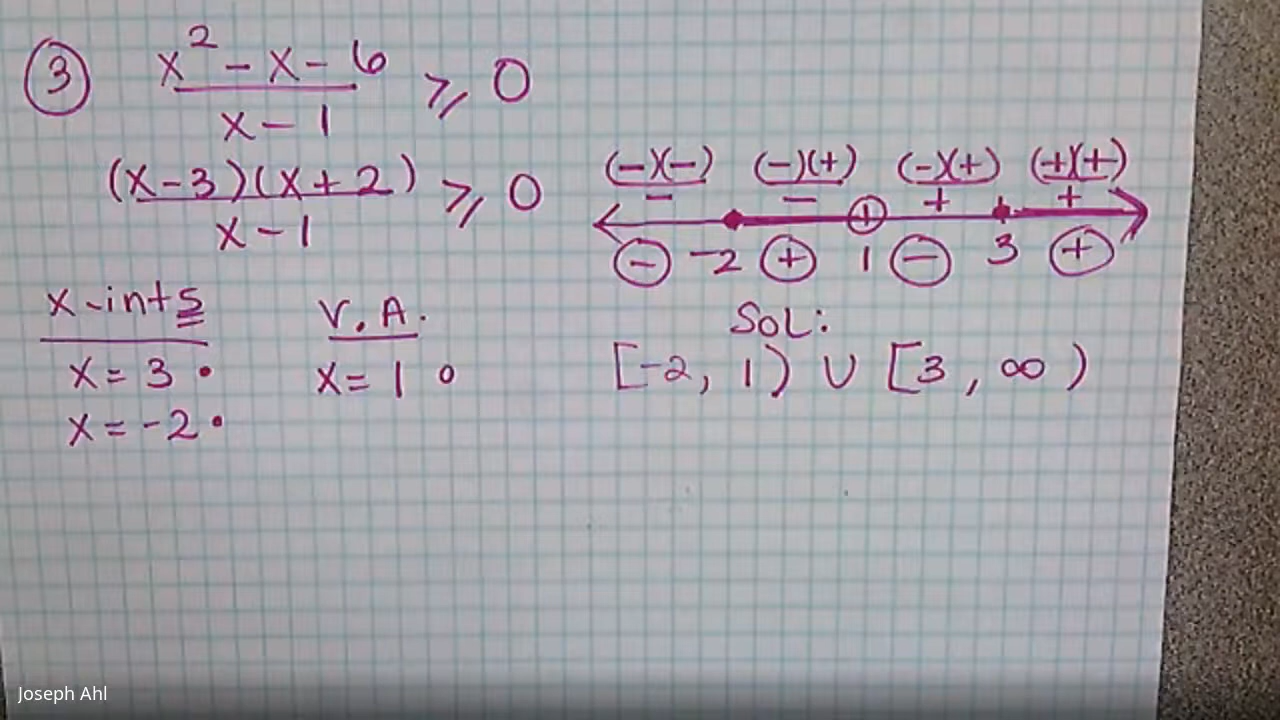 ③ x² - x - 6
x - 1
≥ 0
(x-3)(x+2)
x-1
≥ 0
x-ints
x = 3 •
x = -2 •
V.A.
x = 1 o
(-)(-) (-)(+) (-)(+) (+)(+)
- - + +
⊖ -2 ⊕ 1 ⊖ 3 ⊕
SOL:
[-2, 1) ∪ [3, ∞)
Joseph Ahl